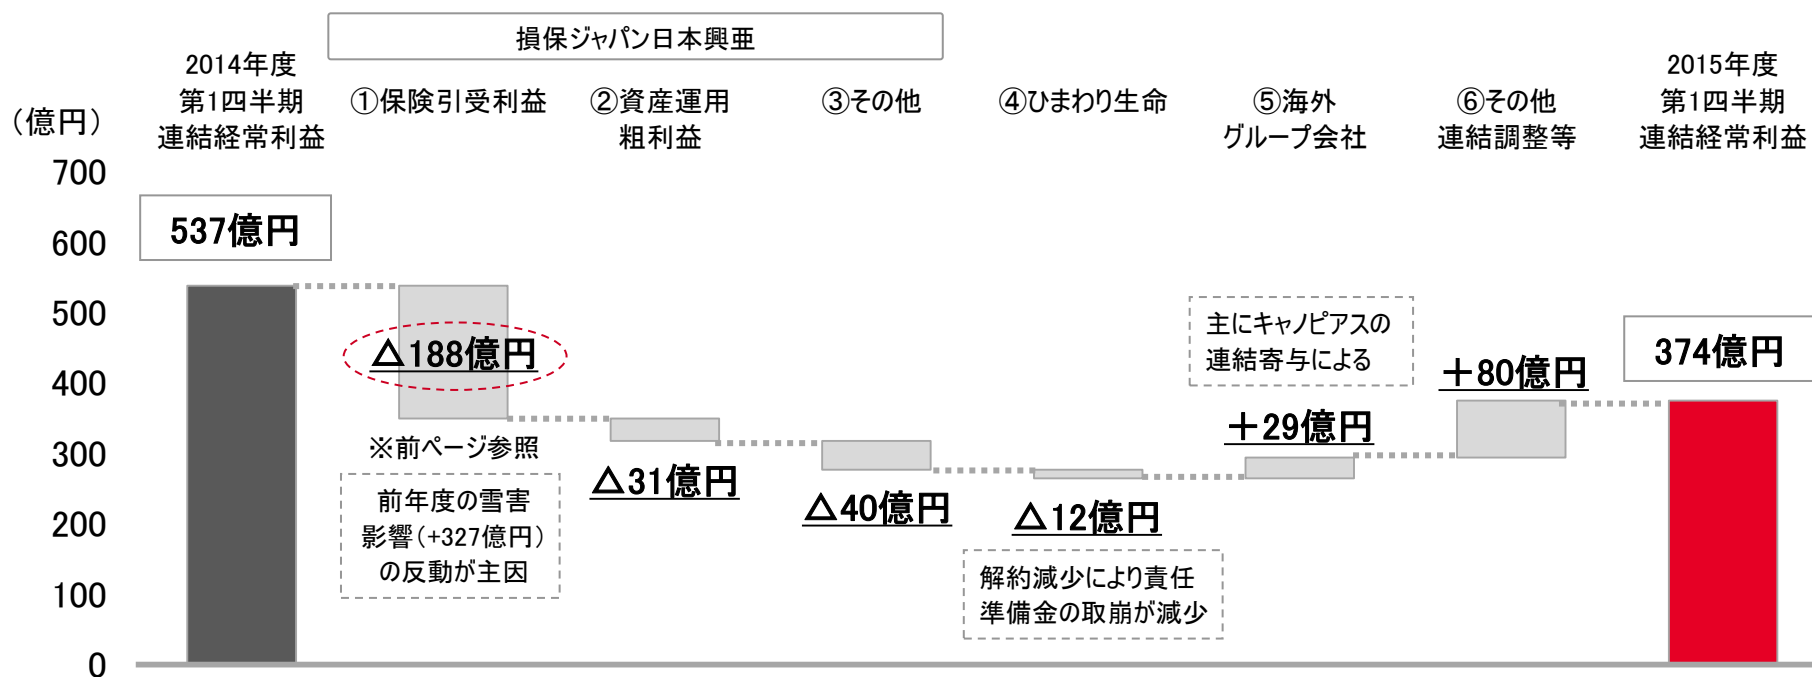 損保ジャパン日本興亜
2014年度
第1四半期
連結経常利益
①保険引受利益
②資産運用
粗利益
③その他
④ひまわり生命
⑤海外
グループ会社
⑥その他
連結調整等
2015年度
第1四半期
連結経常利益
（億円）
700
600
500
400
300
200
100
0
537億円
△188億円
※前ページ参照
前年度の雪害
影響（+327億円）
の反動が主因
△31億円
△40億円
△12億円
解約減少により責任
準備金の取崩が減少
主にキャノピアスの
連結寄与による
＋29億円
＋80億円
374億円